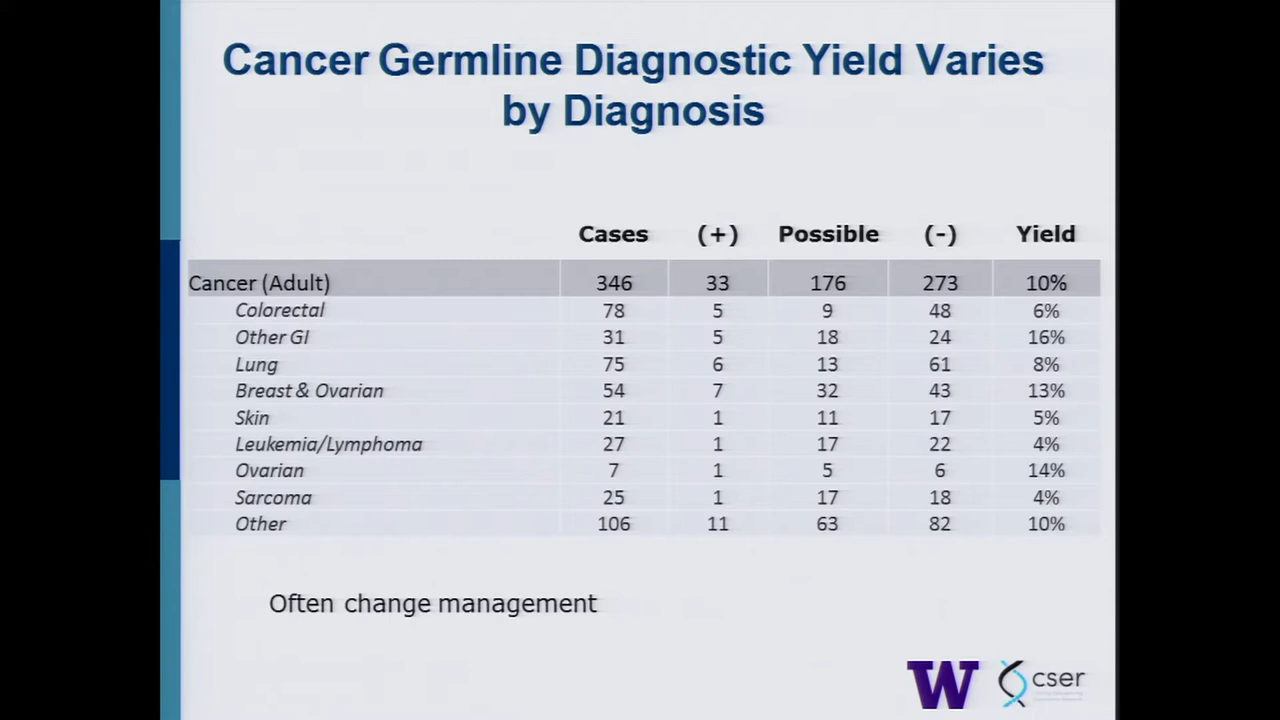 Cancer Germline Diagnostic Yield Varies
by Diagnosis
Cases (+) Possible (-) Yield
Cancer (Adult) 346 33 176 273 10%
Colorectal 78 5 9 48 6%
Other GI 31 5 18 24 16%
Lung 75 6 13 61 8%
Breast & Ovarian 54 7 32 43 13%
Skin 21 1 11 17 5%
Leukemia/Lymphoma 27 1 17 22 4%
Ovarian 7 1 5 6 14%
Sarcoma 25 1 17 18 4%
Other 106 11 63 82 10%
Often change management
W cser